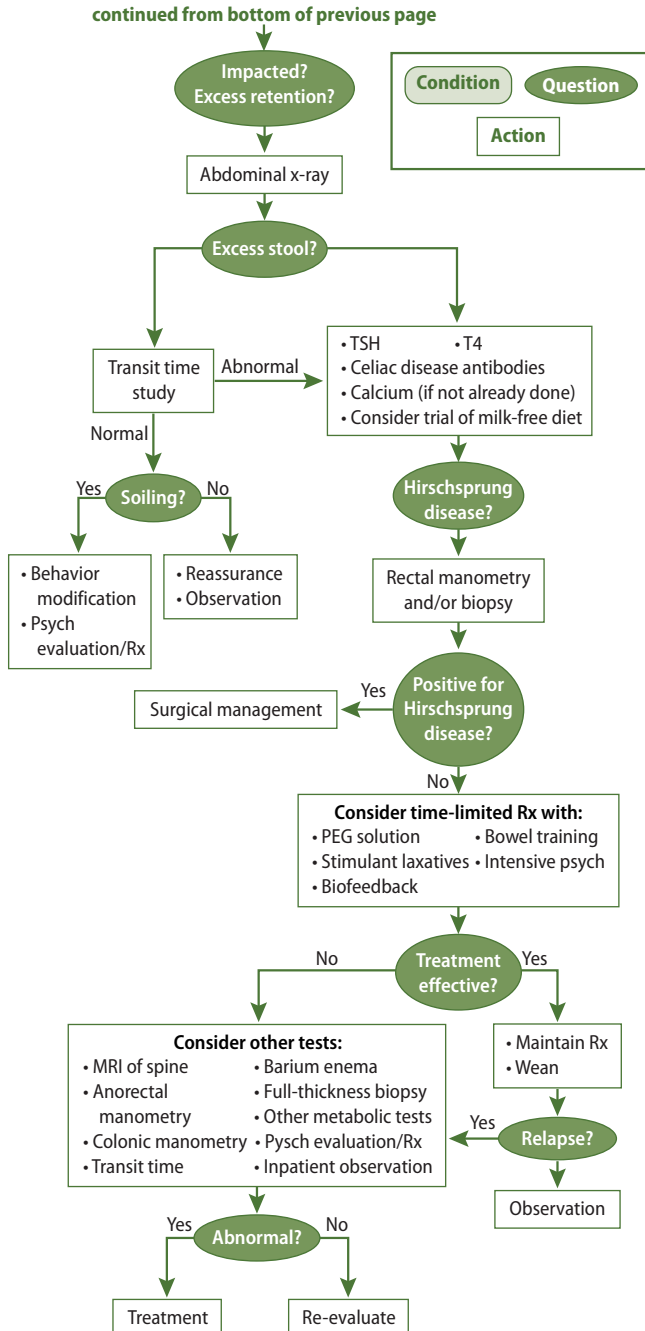 continued from bottom of previous page
Impacted?
Excess retention?
Condition
Question
Action
Abdominal x-ray
Excess stool?
Transit time
study
Abnormal
• TSH • T4
• Celiac disease antibodies
• Calcium (if not already done)
• Consider trial of milk-free diet
Normal
Yes
Soiling?
No
• Behavior
modification
• Psych
evaluation/Rx
• Reassurance
• Observation
Hirschsprung
disease?
Rectal manometry
and/or biopsy
Positive for
Hirschsprung
disease?
Yes
Surgical management
No
Consider time-limited Rx with:
• PEG solution • Bowel training
• Stimulant laxatives • Intensive psych
• Biofeedback
No
Treatment
effective?
Yes
Consider other tests:
• MRI of spine • Barium enema
• Anorectal • Full-thickness biopsy
manometry • Other metabolic tests
• Colonic manometry • Pysch evaluation/Rx
• Transit time • Inpatient observation
• Maintain Rx
• Wean
Yes
Relapse?
Observation
Yes
Abnormal?
No
Treatment
Re-evaluate